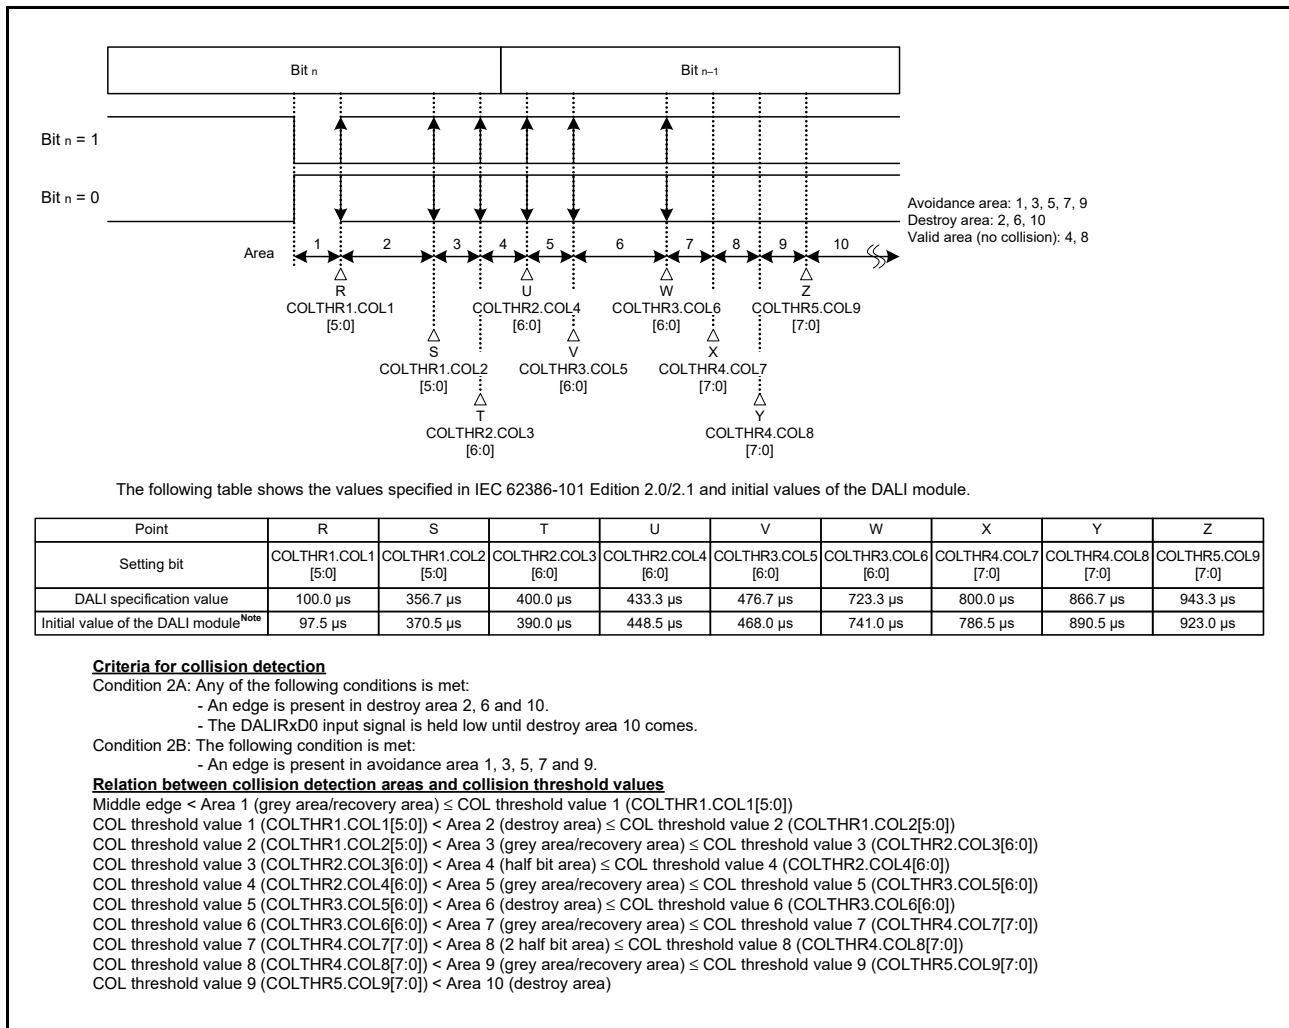 Bit n
Bit n–1
Bit n = 1
Bit n = 0
Avoidance area: 1, 3, 5, 7, 9
Destroy area: 2, 6, 10
Valid area (no collision): 4, 8
Area 1 2 3 4 5 6 7 8 9 10
R U W Z
COLTHR1.COL1 COLTHR2.COL4 COLTHR3.COL6 COLTHR5.COL9
[5:0] [6:0] [6:0] [7:0]
S V X
COLTHR1.COL2 COLTHR3.COL5 COLTHR4.COL7
[5:0] [6:0] [7:0]
T Y
COLTHR2.COL3 COLTHR4.COL8
[6:0] [7:0]
The following table shows the values specified in IEC 62386-101 Edition 2.0/2.1 and initial values of the DALI module.
Point R S T U V W X Y Z
Setting bit COLTHR1.COL1 [5:0] COLTHR1.COL2 [5:0] COLTHR2.COL3 [6:0] COLTHR2.COL4 [6:0] COLTHR3.COL5 [6:0] COLTHR3.COL6 [6:0] COLTHR4.COL7 [7:0] COLTHR4.COL8 [7:0] COLTHR5.COL9 [7:0]
DALI specification value 100.0 µs 356.7 µs 400.0 µs 433.3 µs 476.7 µs 723.3 µs 800.0 µs 866.7 µs 943.3 µs
Initial value of the DALI module Note 97.5 µs 370.5 µs 390.0 µs 448.5 µs 468.0 µs 741.0 µs 786.5 µs 890.5 µs 923.0 µs
Criteria for collision detection
Condition 2A: Any of the following conditions is met:
- An edge is present in destroy area 2, 6 and 10.
- The DALIRxD0 input signal is held low until destroy area 10 comes.
Condition 2B: The following condition is met:
- An edge is present in avoidance area 1, 3, 5, 7 and 9.
Relation between collision detection areas and collision threshold values
Middle edge < Area 1 (grey area/recovery area) ≤ COL threshold value 1 (COLTHR1.COL1[5:0])
COL threshold value 1 (COLTHR1.COL1[5:0]) < Area 2 (destroy area) ≤ COL threshold value 2 (COLTHR1.COL2[5:0])
COL threshold value 2 (COLTHR1.COL2[5:0]) < Area 3 (grey area/recovery area) ≤ COL threshold value 3 (COLTHR2.COL3[6:0])
COL threshold value 3 (COLTHR2.COL3[6:0]) < Area 4 (half bit area) ≤ COL threshold value 4 (COLTHR2.COL4[6:0])
COL threshold value 4 (COLTHR2.COL4[6:0]) < Area 5 (grey area/recovery area) ≤ COL threshold value 5 (COLTHR3.COL5[6:0])
COL threshold value 5 (COLTHR3.COL5[6:0]) < Area 6 (destroy area) ≤ COL threshold value 6 (COLTHR3.COL6[6:0])
COL threshold value 6 (COLTHR3.COL6[6:0]) < Area 7 (grey area/recovery area) ≤ COL threshold value 7 (COLTHR4.COL7[7:0])
COL threshold value 7 (COLTHR4.COL7[7:0]) < Area 8 (2 half bit area) ≤ COL threshold value 8 (COLTHR4.COL8[7:0])
COL threshold value 8 (COLTHR4.COL8[7:0]) < Area 9 (grey area/recovery area) ≤ COL threshold value 9 (COLTHR5.COL9[7:0])
COL threshold value 9 (COLTHR5.COL9[7:0]) < Area 10 (destroy area)